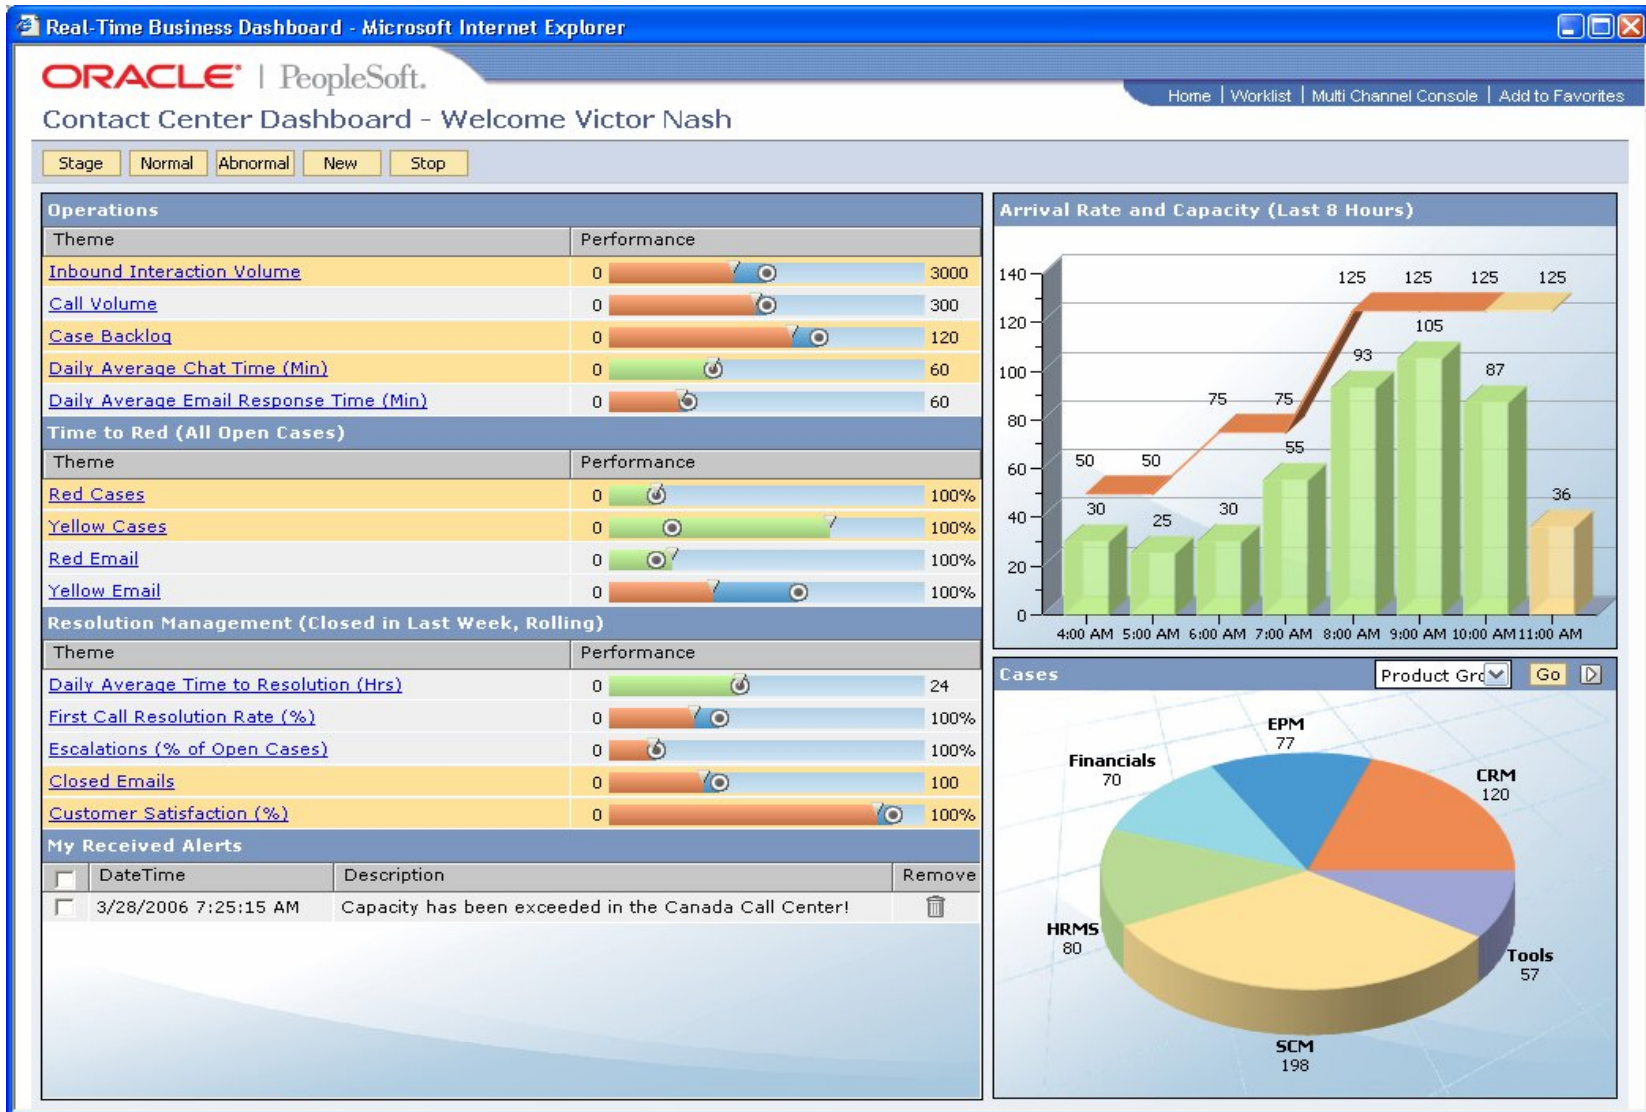 Real-Time Business Dashboard - Microsoft Internet Explorer
ORACLE | PeopleSoft.
Home | Worklist | Multi Channel Console | Add to Favorites
Contact Center Dashboard - Welcome Victor Nash
Stage Normal Abnormal New Stop
Operations
Theme Performance
Inbound Interaction Volume 0 3000
Call Volume 0 300
Case Backlog 0 120
Daily Average Chat Time (Min) 0 60
Daily Average Email Response Time (Min) 0 60
Time to Red (All Open Cases)
Theme Performance
Red Cases 0 100%
Yellow Cases 0 100%
Red Email 0 100%
Yellow Email 0 100%
Resolution Management (Closed in Last Week, Rolling)
Theme Performance
Daily Average Time to Resolution (Hrs) 0 24
First Call Resolution Rate (%) 0 100%
Escalations (% of Open Cases) 0 100%
Closed Emails 0 100
Customer Satisfaction (%) 0 100%
My Received Alerts
DateTime Description Remove
3/28/2006 7:25:15 AM Capacity has been exceeded in the Canada Call Center!
Arrival Rate and Capacity (Last 8 Hours)
140
120
100
80
60
40
20
0
50 50 75 75 125 125 125 125
30 25 30 55 93 105 87 36
4:00 AM 5:00 AM 6:00 AM 7:00 AM 8:00 AM 9:00 AM 10:00 AM 11:00 AM
Cases Product Gro Go
EPM
77
Financials
70
CRM
120
HRMS
80
Tools
57
SCM
198